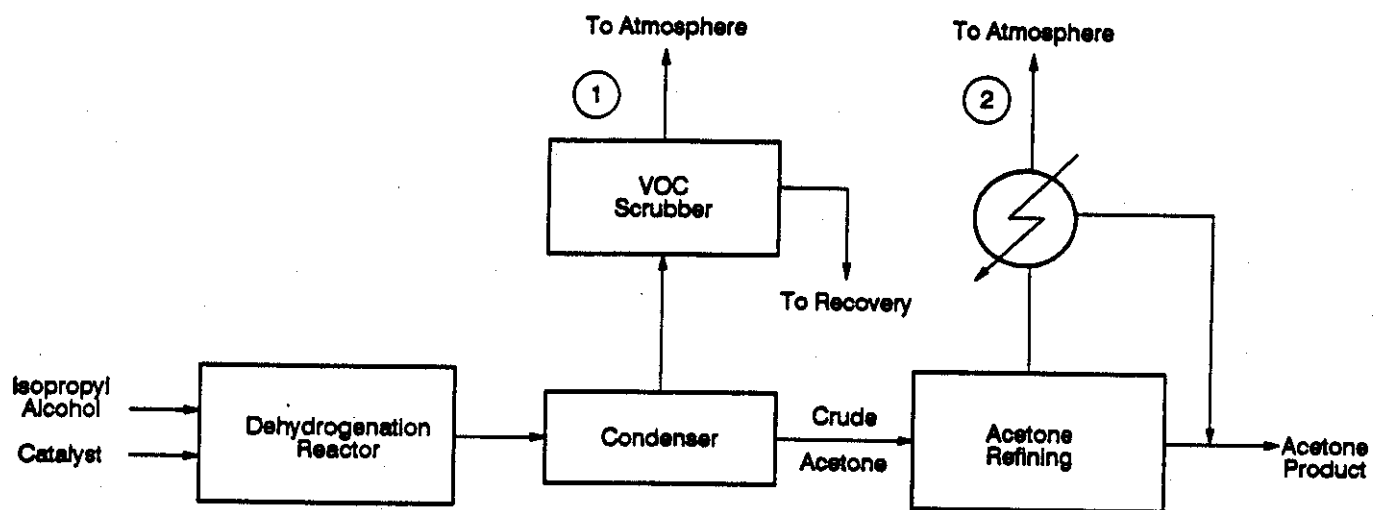 To Atmosphere
To Atmosphere
1
2
VOC
Scrubber
To Recovery
Isopropyl
Alcohol
Catalyst
Dehydrogenation
Reactor
Condenser
Crude
Acetone
Acetone
Refining
Acetone
Product